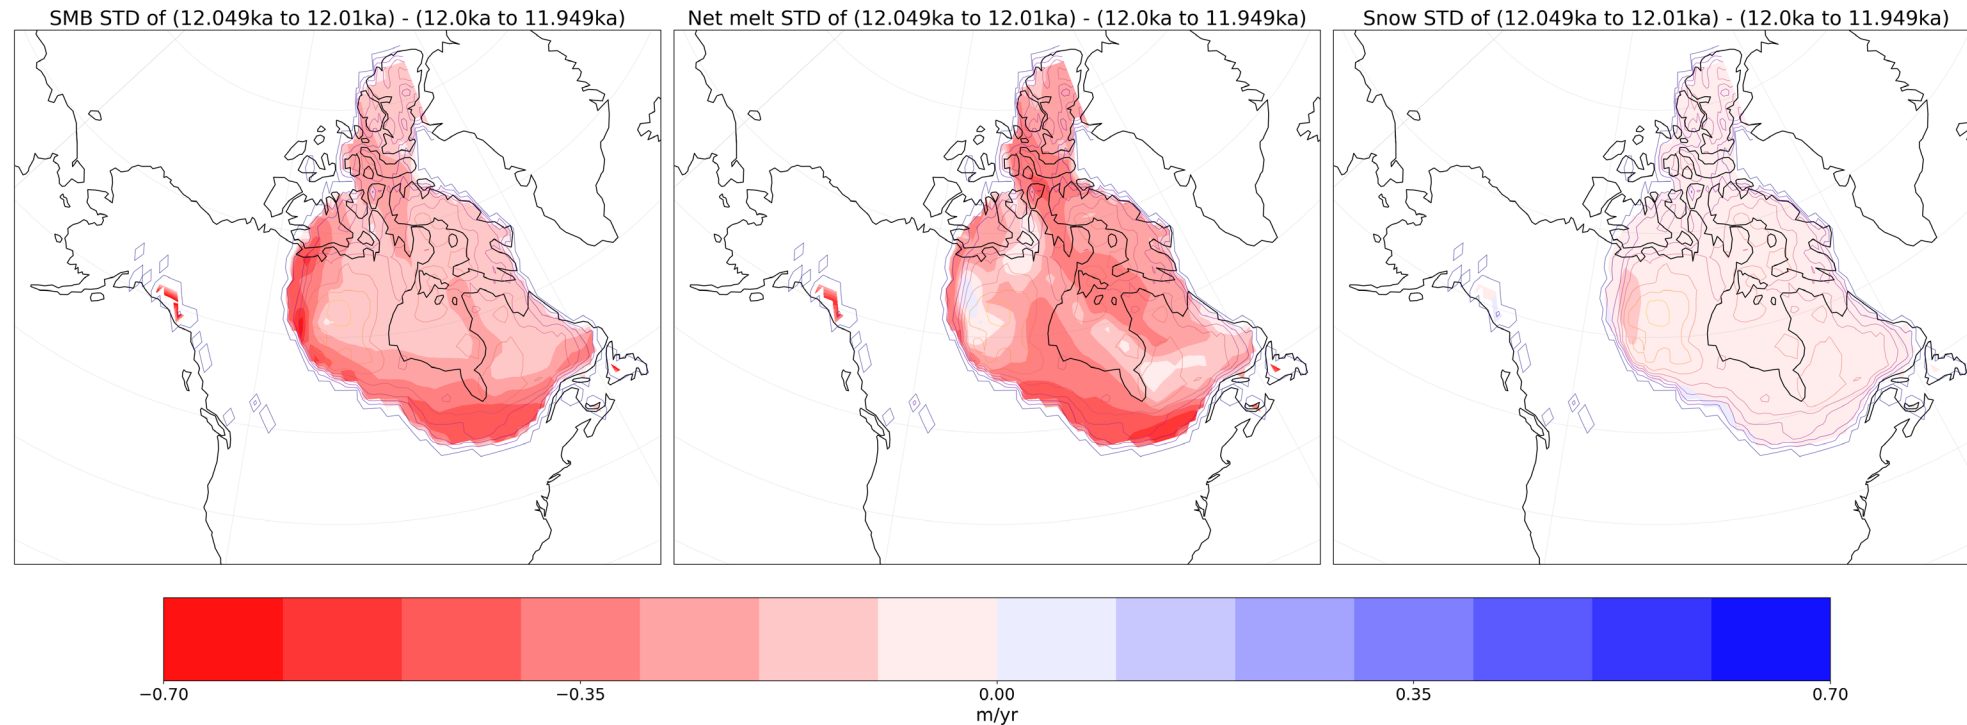 SMB STD of (12.049ka to 12.01ka) - (12.0ka to 11.949ka)
Net melt STD of (12.049ka to 12.01ka) - (12.0ka to 11.949ka)
Snow STD of (12.049ka to 12.01ka) - (12.0ka to 11.949ka)
−0.70
−0.35
0.00
0.35
0.70
m/yr